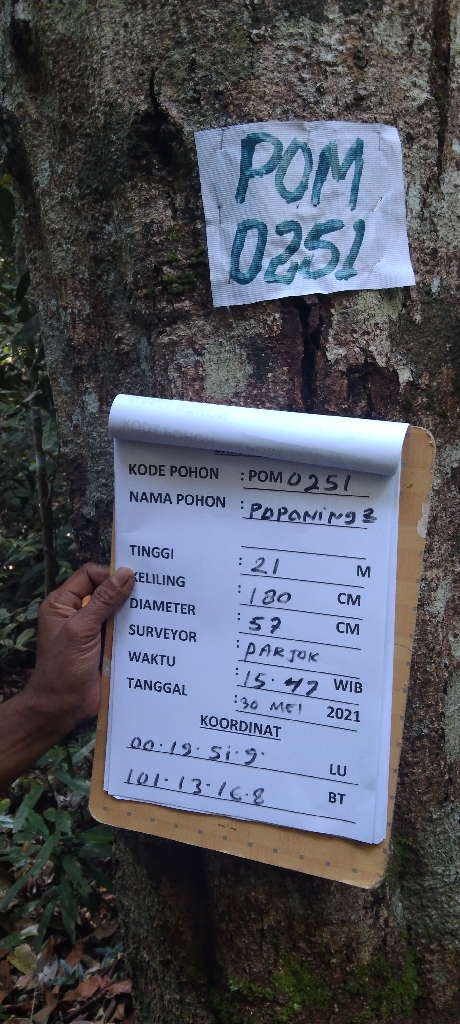 POM
0251
KODE POHON : POM 0251
NAMA POHON : POPONING 2
TINGGI : 21 M
KELILING : 180 CM
DIAMETER : 57 CM
SURVEYOR : PARJOK
WAKTU : 15.47 WIB
TANGGAL : 30 MEI 2021
KOORDINAT
00.19.51.9. LU
101.13.16.8 BT